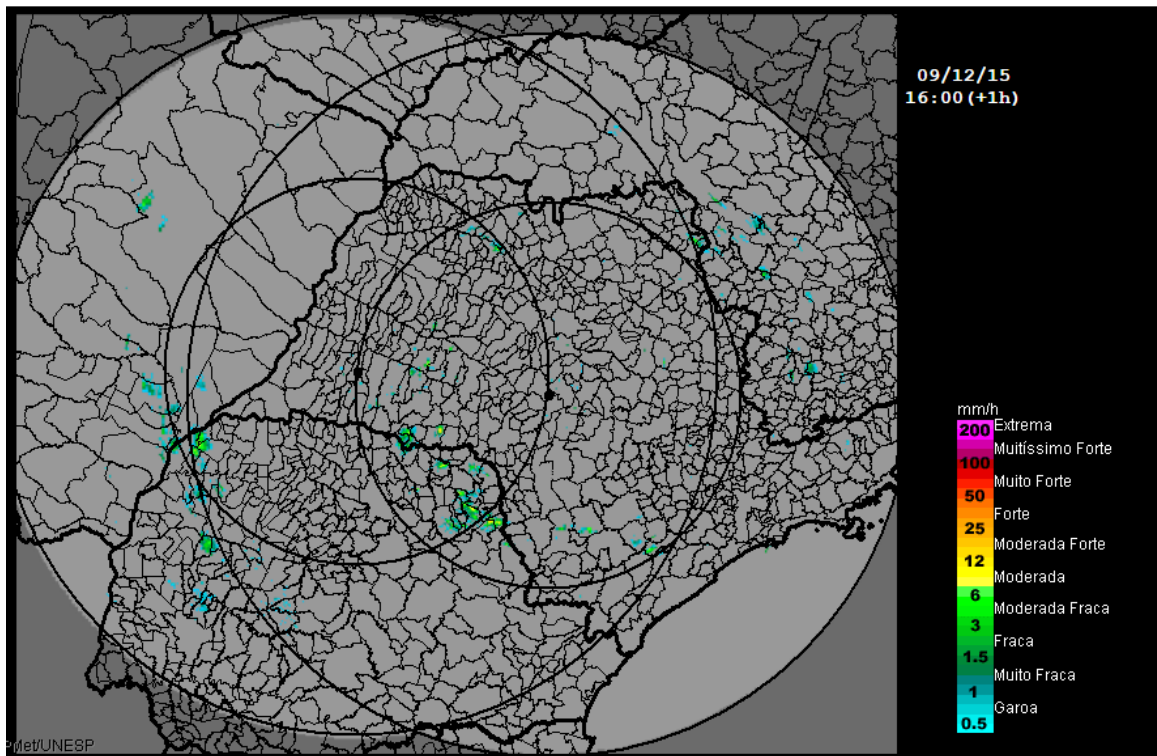 09/12/15
16:00(+1h)
mm/h
200 Extrema
Muitíssimo Forte
100
Muito Forte
50
Forte
25
Moderada Forte
12
Moderada
6
Moderada Fraca
3
Fraca
1.5
Muito Fraca
1
Garoa
0.5
Met/UNESP